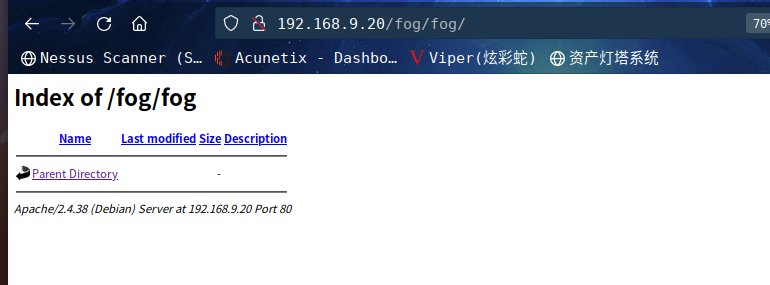 192.168.9.20/fog/fog/ 70%
Nessus Scanner (S… Acunetix - Dashbo… Viper(炫彩蛇) 资产灯塔系统
Index of /fog/fog
Name Last modified Size Description
Parent Directory -
Apache/2.4.38 (Debian) Server at 192.168.9.20 Port 80